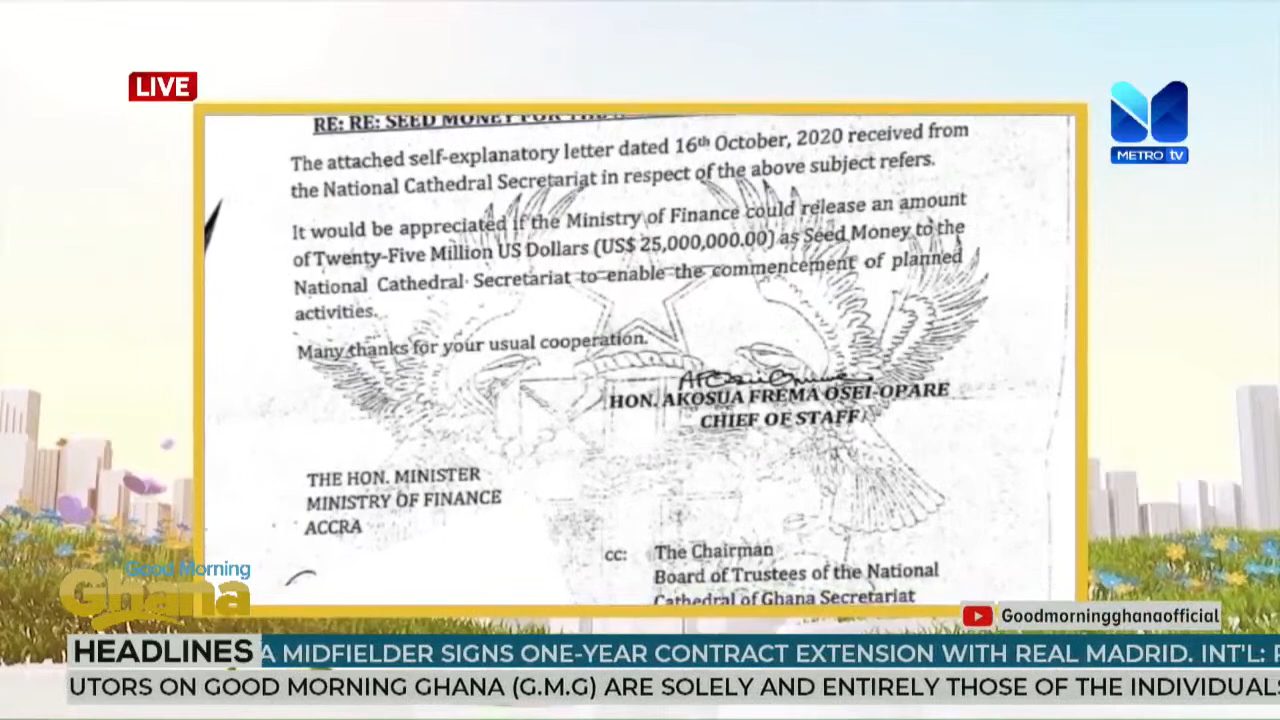 LIVE
METRO tv
RE: RE: SEED MONEY FOR
The attached self-explanatory letter dated 16th October, 2020 received from
the National Cathedral Secretariat in respect of the above subject refers.
It would be appreciated if the Ministry of Finance could release an amount
of Twenty-Five Million US Dollars (US$ 25,000,000.00) as Seed Money to the
National Cathedral Secretariat to enable the commencement of planned
activities.
Many thanks for your usual cooperation.
HON. AKOSUA FREMA OSEI-OPARE
CHIEF OF STAFF
THE HON. MINISTER
MINISTRY OF FINANCE
ACCRA
cc: The Chairman
Board of Trustees of the National
Cathedral of Ghana Secretariat
Good Morning
Ghana
Goodmorningghanaofficial
HEADLINES A MIDFIELDER SIGNS ONE-YEAR CONTRACT EXTENSION WITH REAL MADRID. INT'L:
UTORS ON GOOD MORNING GHANA (G.M.G) ARE SOLELY AND ENTIRELY THOSE OF THE INDIVIDUALS